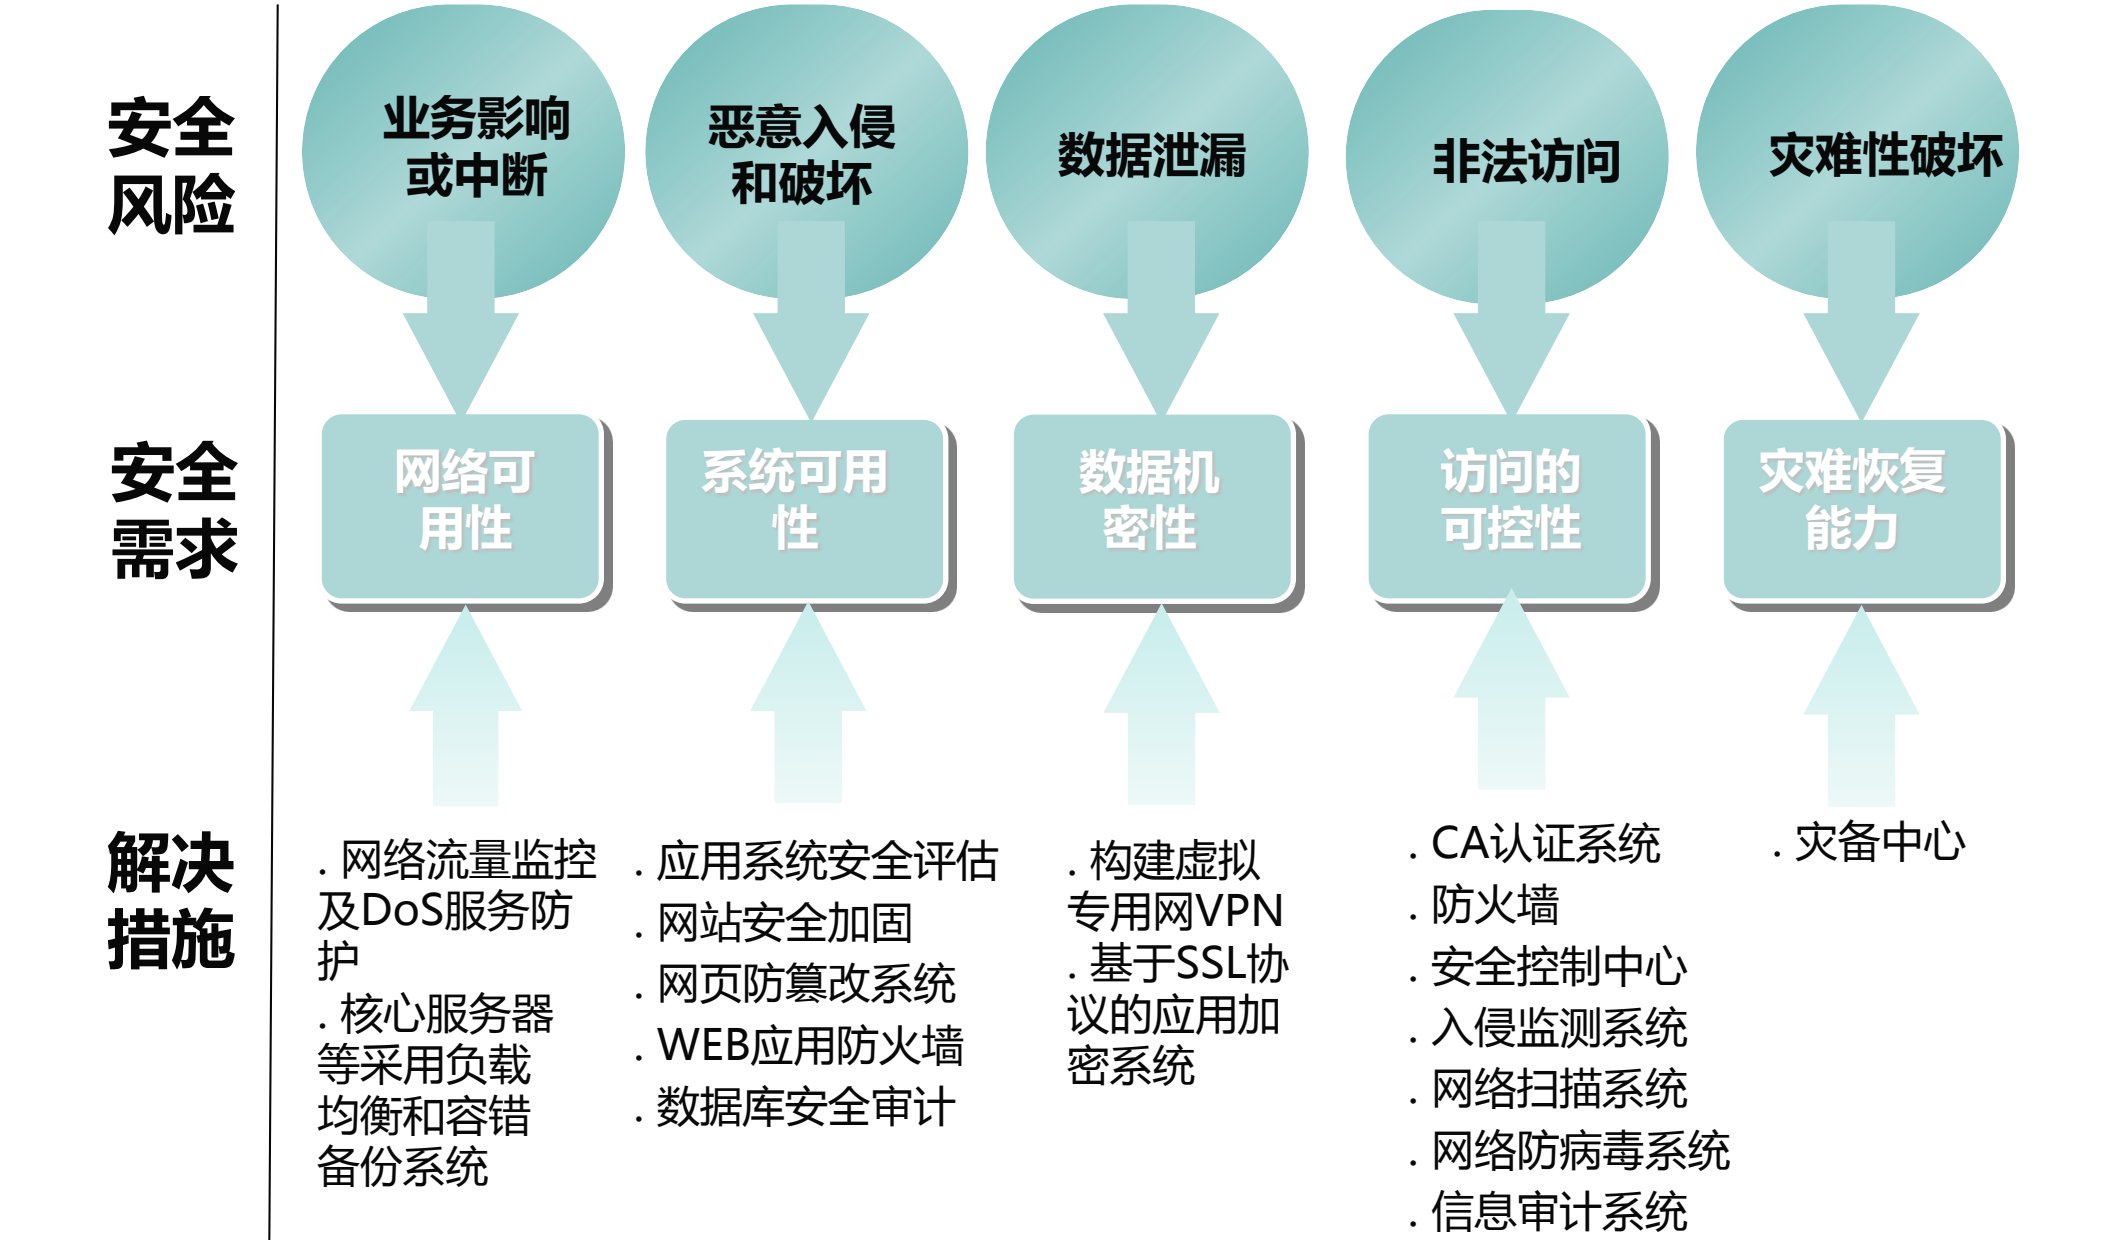 安全
风险
业务影响
或中断
恶意入侵
和破坏
数据泄漏
非法访问
灾难性破坏
安全
需求
网络可
用性
系统可用
性
数据机
密性
访问的
可控性
灾难恢复
能力
解决
措施
. 网络流量监控
及DoS服务防
护
. 核心服务器
等采用负载
均衡和容错
备份系统
. 应用系统安全评估
. 网站安全加固
. 网页防篡改系统
. WEB应用防火墙
. 数据库安全审计
. 构建虚拟
专用网VPN
. 基于SSL协
议的应用加
密系统
. CA认证系统
. 防火墙
. 安全控制中心
. 入侵监测系统
. 网络扫描系统
. 网络防病毒系统
. 信息审计系统
. 灾备中心